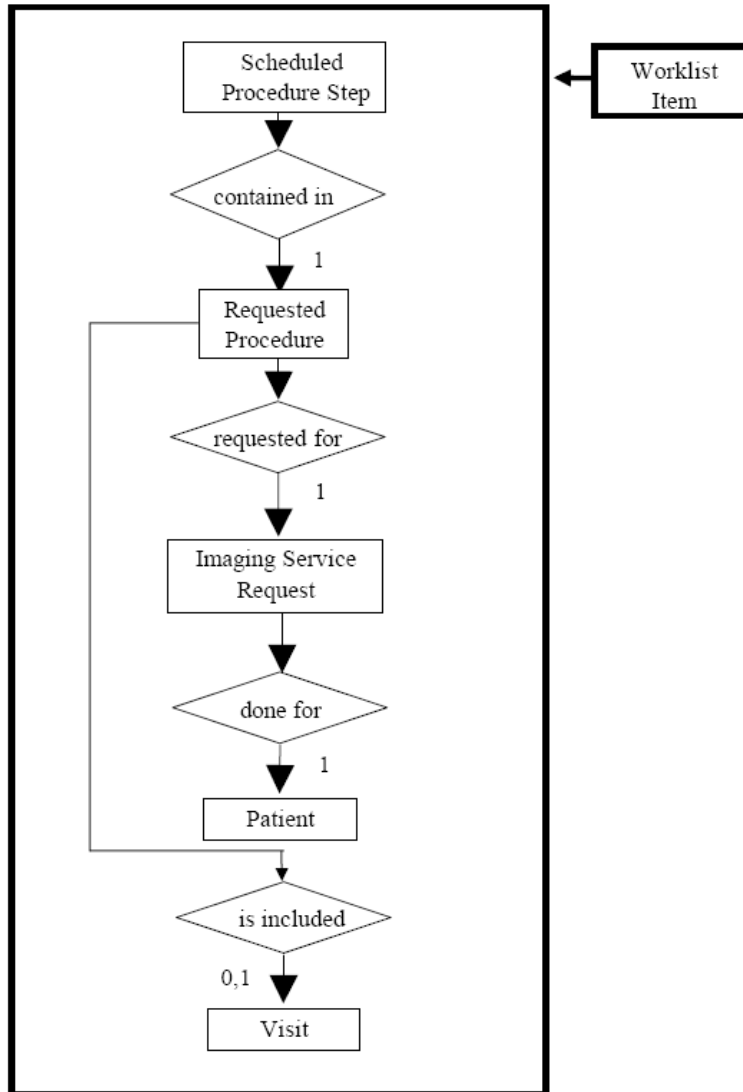 Scheduled
Procedure Step
Worklist
Item
contained in
1
Requested
Procedure
requested for
1
Imaging Service
Request
done for
1
Patient
is included
0,1
Visit